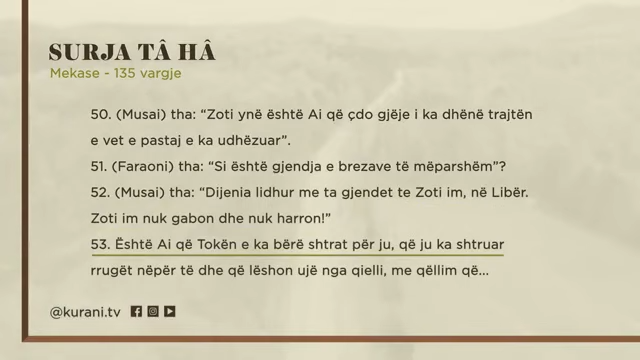 SURJA TÂ HÂ
Mekase - 135 vargje
50. (Musai) tha: “Zoti ynë është Ai që çdo gjëje i ka dhënë trajtën
e vet e pastaj e ka udhëzuar”.
51. (Faraoni) tha: “Si është gjendja e brezave të mëparshëm”?
52. (Musai) tha: “Dijenia lidhur me ta gjendet te Zoti im, në Libër.
Zoti im nuk gabon dhe nuk harron!”
53. Është Ai që Tokën e ka bërë shtrat për ju, që ju ka shtruar
rrugët nëpër të dhe që lëshon ujë nga qielli, me qëllim që...
@kurani.tv